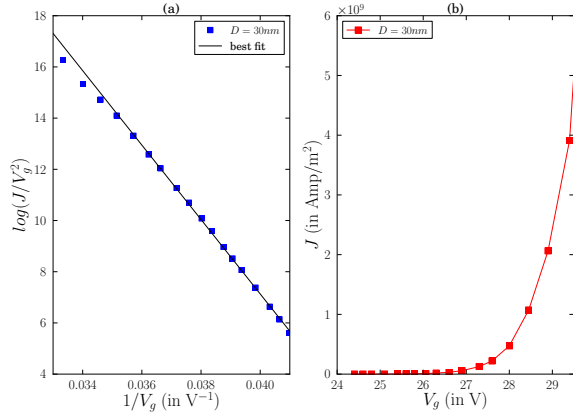 (a)
D = 30nm
best fit
18
16
14
12
10
8
6
4
log(J/V_g^2)
0.034
0.036
0.038
0.040
1/V_g (in V^{-1})
(b)
×10^9
D = 30nm
6
5
4
3
2
1
0
J (in Amp/m^2)
24
25
26
27
28
29
V_g (in V)